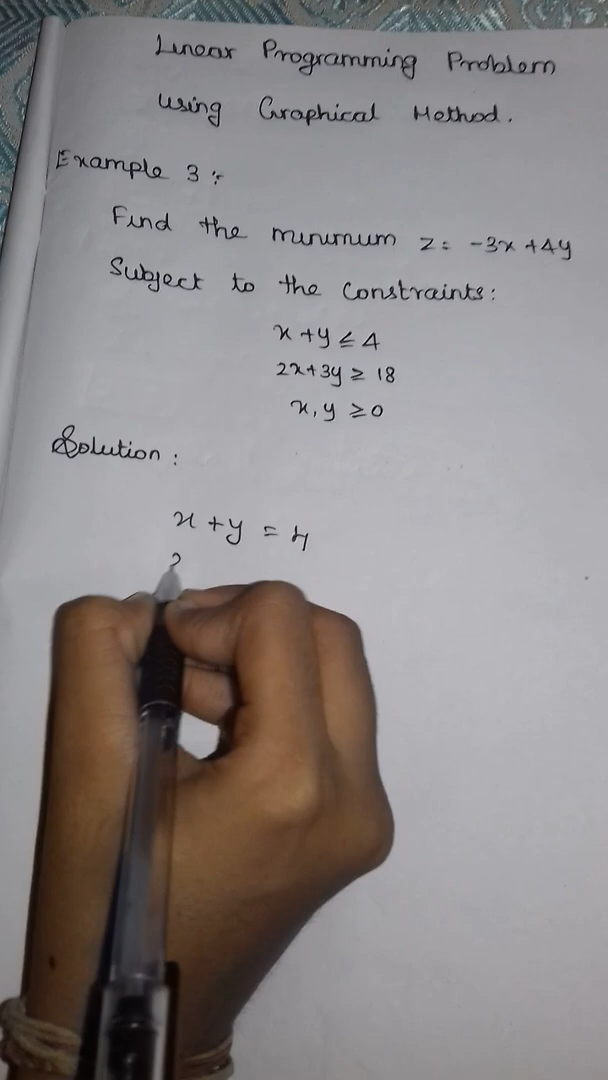 Linear Programming Problem
using Graphical Method.
Example 3:
Find the minimum z = -3x+4y
Subject to the constraints:
x+y ≤ 4
2x+3y ≥ 18
x, y ≥ 0
Solution :
x + y = 4
2